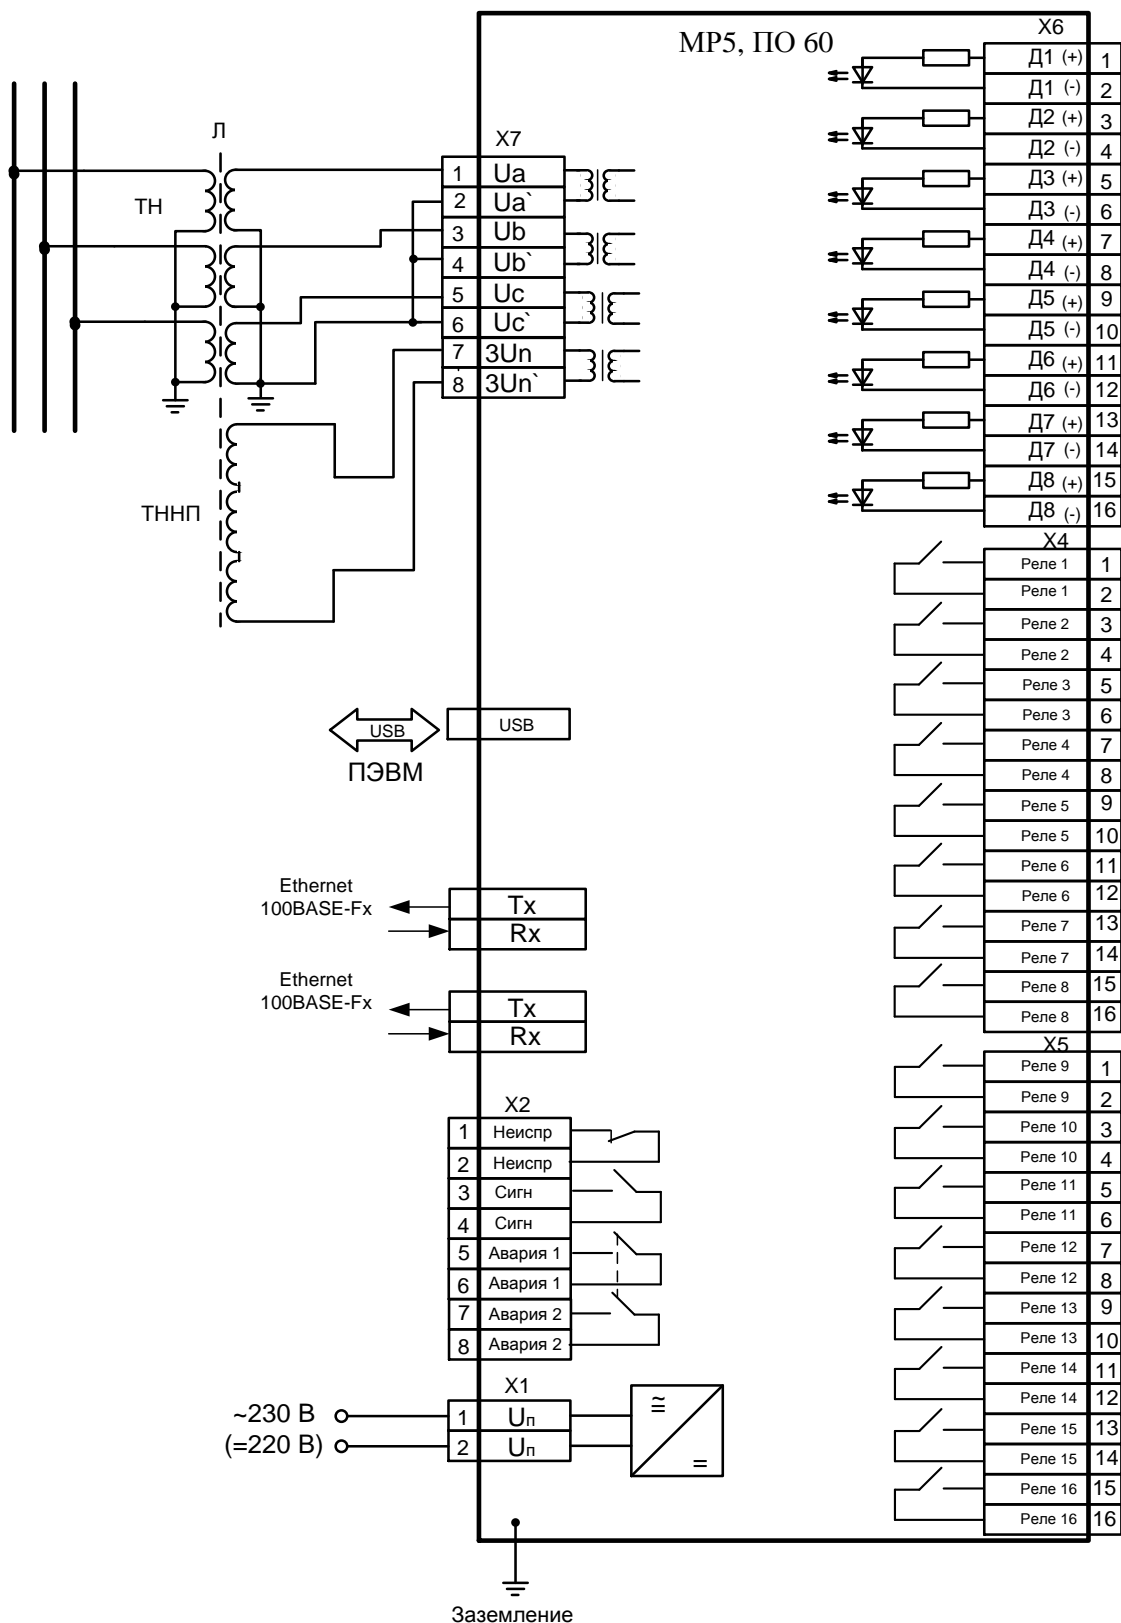 МР5, ПО 60
Л
ТН
ТННП
X7
1 Ua
2 Ua`
3 Ub
4 Ub`
5 Uc
6 Uc`
7 3Un
8 3Un`
USB
USB
ПЭВМ
Ethernet
100BASE-Fx
Tx
Rx
Ethernet
100BASE-Fx
Tx
Rx
X2
1 Неиспр
2 Неиспр
3 Сигн
4 Сигн
5 Авария 1
6 Авария 1
7 Авария 2
8 Авария 2
X1
~230 В
(=220 В)
1 Uп
2 Uп
≅
=
Заземление
X6
Д1 (+) 1
Д1 (-) 2
Д2 (+) 3
Д2 (-) 4
Д3 (+) 5
Д3 (-) 6
Д4 (+) 7
Д4 (-) 8
Д5 (+) 9
Д5 (-) 10
Д6 (+) 11
Д6 (-) 12
Д7 (+) 13
Д7 (-) 14
Д8 (+) 15
Д8 (-) 16
X4
Реле 1 1
Реле 1 2
Реле 2 3
Реле 2 4
Реле 3 5
Реле 3 6
Реле 4 7
Реле 4 8
Реле 5 9
Реле 5 10
Реле 6 11
Реле 6 12
Реле 7 13
Реле 7 14
Реле 8 15
Реле 8 16
X5
Реле 9 1
Реле 9 2
Реле 10 3
Реле 10 4
Реле 11 5
Реле 11 6
Реле 12 7
Реле 12 8
Реле 13 9
Реле 13 10
Реле 14 11
Реле 14 12
Реле 15 13
Реле 15 14
Реле 16 15
Реле 16 16